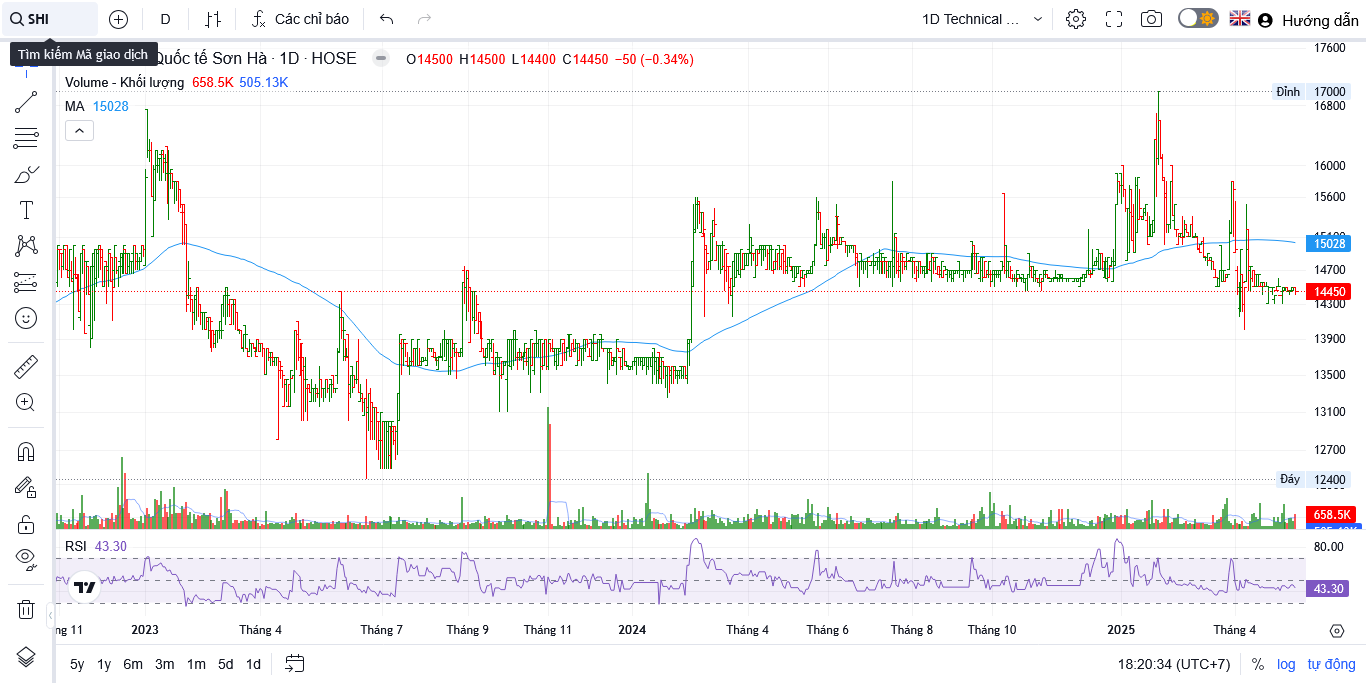 SHI
D
Các chỉ báo
1D Technical ...
Hướng dẫn
Tìm kiếm Mã giao dịch
Quốc tế Sơn Hà · 1D · HOSE
O14500 H14500 L14400 C14450 −50 (−0.34%)
Volume - Khối lượng 658.5K 505.13K
MA 15028
17600
Đỉnh 17000
16800
16000
15600
15028
14700
14450
14300
13900
13500
13100
12700
Đáy 12400
658.5K
RSI 43.30
80.00
43.30
ng 11 2023 Tháng 4 Tháng 7 Tháng 9 Tháng 11 2024 Tháng 4 Tháng 6 Tháng 8 Tháng 10 2025 Tháng 4
5y 1y 6m 3m 1m 5d 1d
18:20:34 (UTC+7) % log tự động